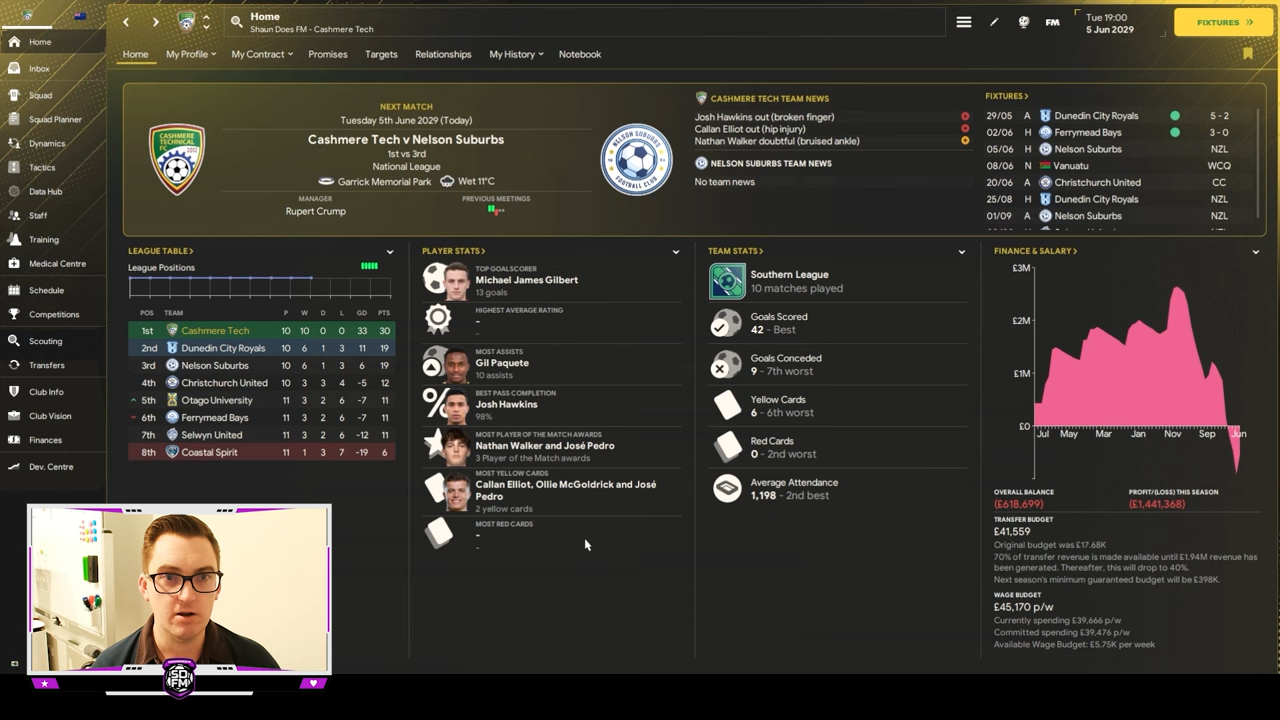 Home
Shaun Does FM - Cashmere Tech
FM
Tue 19:00
5 Jun 2029
FIXTURES
Home
Inbox
Squad
Squad Planner
Dynamics
Tactics
Data Hub
Staff
Training
Medical Centre
Schedule
Competitions
Scouting
Transfers
Club Info
Club Vision
Finances
Dev. Centre
Home My Profile My Contract Promises Targets Relationships My History Notebook
NEXT MATCH
Tuesday 5th June 2029 (Today)
Cashmere Tech v Nelson Suburbs
1st vs 3rd
National League
Garrick Memorial Park Wet 11°C
MANAGER
Rupert Crump
PREVIOUS MEETINGS
CASHMERE TECHNICAL FC
2012
NELSON SUBURBS
FOOTBALL CLUB
CASHMERE TECH TEAM NEWS
Josh Hawkins out (broken finger)
Callan Elliot out (hip injury)
Nathan Walker doubtful (bruised ankle)
NELSON SUBURBS TEAM NEWS
No team news
FIXTURES >
29/05 A Dunedin City Royals 5 - 2
02/06 H Ferrymead Bays 3 - 0
05/06 H Nelson Suburbs NZL
08/06 N Vanuatu WCQ
20/06 A Christchurch United CC
25/08 H Dunedin City Royals NZL
01/09 A Nelson Suburbs NZL
LEAGUE TABLE >
League Positions
POS TEAM P W D L GD PTS
1st Cashmere Tech 10 10 0 0 33 30
2nd Dunedin City Royals 10 6 1 3 11 19
3rd Nelson Suburbs 10 6 1 3 6 19
4th Christchurch United 10 3 3 4 -5 12
5th Otago University 11 3 2 6 -7 11
6th Ferrymead Bays 11 3 2 6 -7 11
7th Selwyn United 11 3 2 6 -12 11
8th Coastal Spirit 11 1 3 7 -19 6
PLAYER STATS >
TOP GOALSCORER
Michael James Gilbert
13 goals
HIGHEST AVERAGE RATING
-
-
MOST ASSISTS
Gil Paquete
10 assists
BEST PASS COMPLETION
Josh Hawkins
98%
MOST PLAYER OF THE MATCH AWARDS
Nathan Walker and José Pedro
3 Player of the Match awards
MOST YELLOW CARDS
Callan Elliot, Ollie McGoldrick and José
Pedro
2 yellow cards
MOST RED CARDS
-
-
TEAM STATS >
Southern League
10 matches played
Goals Scored
42 - Best
Goals Conceded
9 - 7th worst
Yellow Cards
6 - 6th worst
Red Cards
0 - 2nd worst
Average Attendance
1,198 - 2nd best
FINANCE & SALARY >
£3M
£2M
£1M
£0
Jul May Mar Jan Nov Sep Jun
OVERALL BALANCE
(£618,699)
PROFIT/(LOSS) THIS SEASON
(£1,441,368)
TRANSFER BUDGET
£41,559
Original budget was £17.68K
70% of transfer revenue is made available until £1.94M revenue has
been generated. Thereafter, this will drop to 40%.
Next season's minimum guaranteed budget will be £398K.
WAGE BUDGET
£45,170 p/w
Currently spending £39,666 p/w
Committed spending £39,476 p/w
Available Wage Budget: £5.75K per week
SD
FM